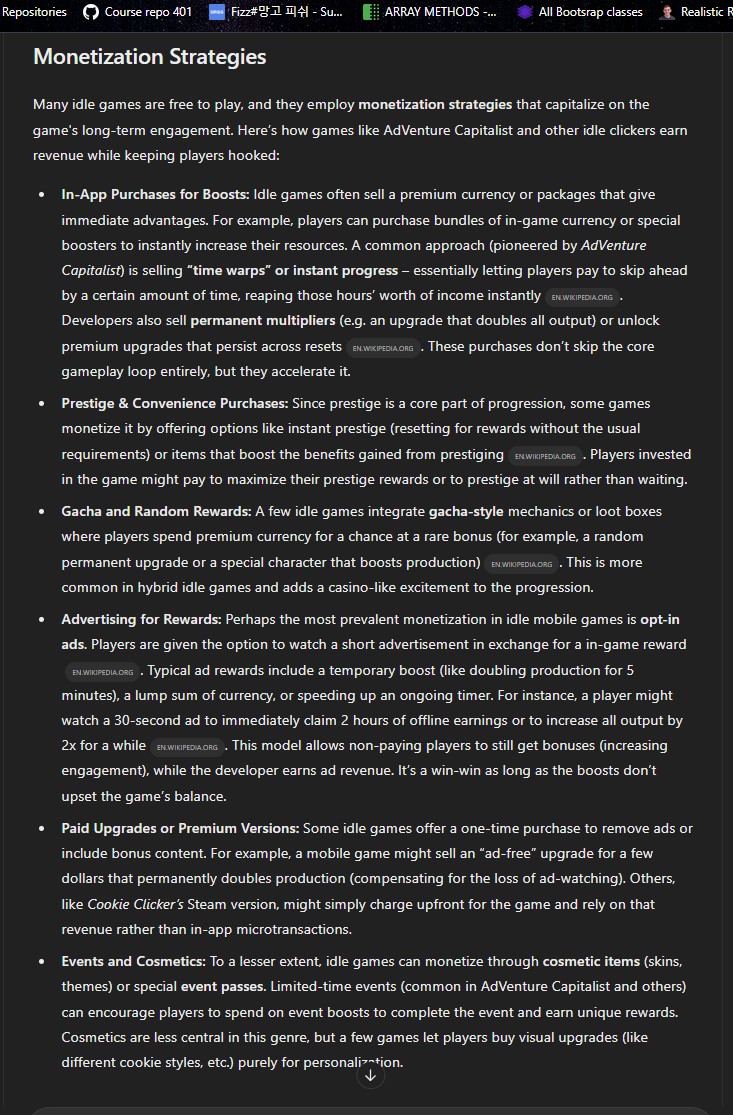 Repositories Course repo 401 Fizz#망고 피쉬 - Su... ARRAY METHODS -... All Bootsrap classes Realistic R
Monetization Strategies
Many idle games are free to play, and they employ monetization strategies that capitalize on the
game's long-term engagement. Here's how games like AdVenture Capitalist and other idle clickers earn
revenue while keeping players hooked:
• In-App Purchases for Boosts: Idle games often sell a premium currency or packages that give
immediate advantages. For example, players can purchase bundles of in-game currency or special
boosters to instantly increase their resources. A common approach (pioneered by AdVenture
Capitalist) is selling “time warps” or instant progress – essentially letting players pay to skip ahead
by a certain amount of time, reaping those hours’ worth of income instantly EN.WIKIPEDIA.ORG .
Developers also sell permanent multipliers (e.g. an upgrade that doubles all output) or unlock
premium upgrades that persist across resets EN.WIKIPEDIA.ORG . These purchases don’t skip the core
gameplay loop entirely, but they accelerate it.
• Prestige & Convenience Purchases: Since prestige is a core part of progression, some games
monetize it by offering options like instant prestige (resetting for rewards without the usual
requirements) or items that boost the benefits gained from prestiging EN.WIKIPEDIA.ORG . Players invested
in the game might pay to maximize their prestige rewards or to prestige at will rather than waiting.
• Gacha and Random Rewards: A few idle games integrate gacha-style mechanics or loot boxes
where players spend premium currency for a chance at a rare bonus (for example, a random
permanent upgrade or a special character that boosts production) EN.WIKIPEDIA.ORG . This is more
common in hybrid idle games and adds a casino-like excitement to the progression.
• Advertising for Rewards: Perhaps the most prevalent monetization in idle mobile games is opt-in
ads. Players are given the option to watch a short advertisement in exchange for a in-game reward
EN.WIKIPEDIA.ORG . Typical ad rewards include a temporary boost (like doubling production for 5
minutes), a lump sum of currency, or speeding up an ongoing timer. For instance, a player might
watch a 30-second ad to immediately claim 2 hours of offline earnings or to increase all output by
2x for a while EN.WIKIPEDIA.ORG . This model allows non-paying players to still get bonuses (increasing
engagement), while the developer earns ad revenue. It’s a win-win as long as the boosts don’t
upset the game’s balance.
• Paid Upgrades or Premium Versions: Some idle games offer a one-time purchase to remove ads or
include bonus content. For example, a mobile game might sell an “ad-free” upgrade for a few
dollars that permanently doubles production (compensating for the loss of ad-watching). Others,
like Cookie Clicker’s Steam version, might simply charge upfront for the game and rely on that
revenue rather than in-app microtransactions.
• Events and Cosmetics: To a lesser extent, idle games can monetize through cosmetic items (skins,
themes) or special event passes. Limited-time events (common in AdVenture Capitalist and others)
can encourage players to spend on event boosts to complete the event and earn unique rewards.
Cosmetics are less central in this genre, but a few games let players buy visual upgrades (like
different cookie styles, etc.) purely for personalization.